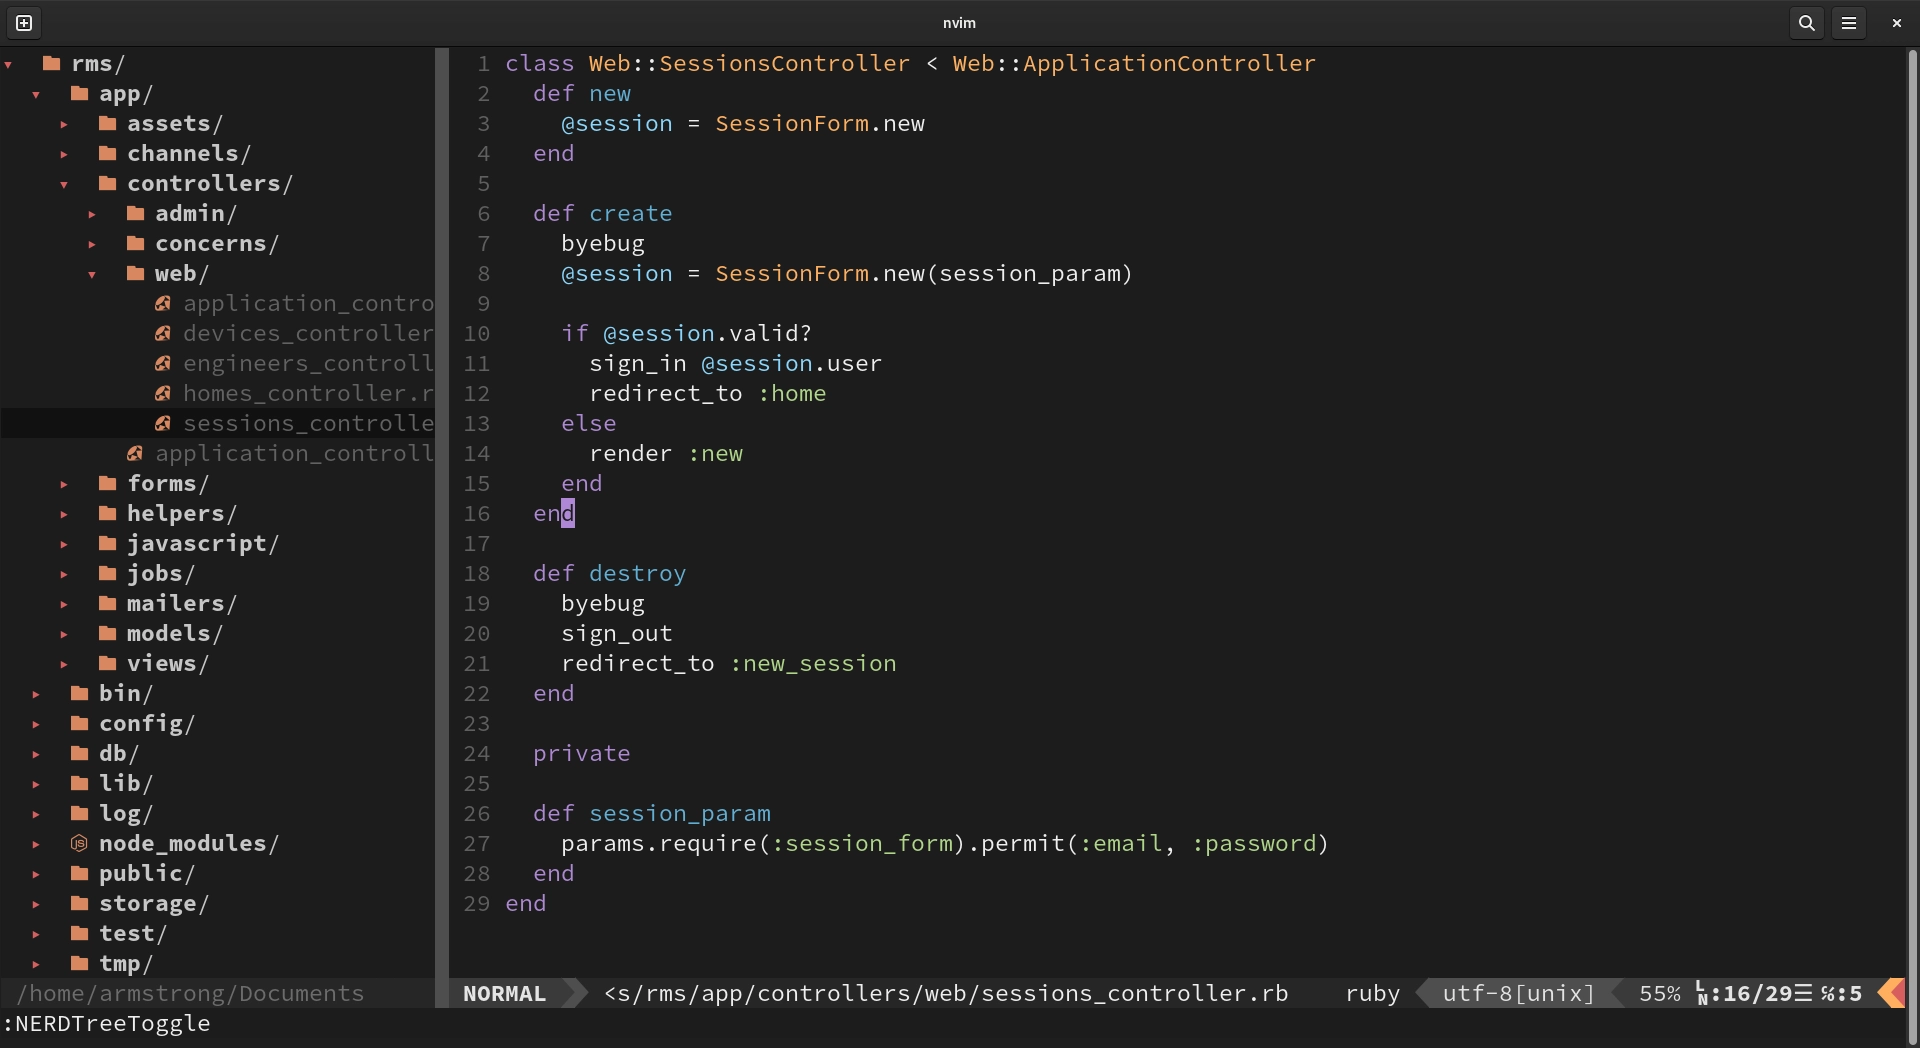 nvim
rms/
app/
assets/
channels/
controllers/
admin/
concerns/
web/
application_contro
devices_controller
engineers_controll
homes_controller.r
sessions_controlle
application_controll
forms/
helpers/
javascript/
jobs/
mailers/
models/
views/
bin/
config/
db/
lib/
log/
node_modules/
public/
storage/
test/
tmp/
/home/armstrong/Documents
1 class Web::SessionsController < Web::ApplicationController
2   def new
3     @session = SessionForm.new
4   end
5
6   def create
7     byebug
8     @session = SessionForm.new(session_param)
9
10     if @session.valid?
11       sign_in @session.user
12       redirect_to :home
13     else
14       render :new
15     end
16   end
17
18   def destroy
19     byebug
20     sign_out
21     redirect_to :new_session
22   end
23
24   private
25
26   def session_param
27     params.require(:session_form).permit(:email, :password)
28   end
29 end
NORMAL <s/rms/app/controllers/web/sessions_controller.rb ruby utf-8[unix] 55% ␊:16/29☰ ℅:5
:NERDTreeToggle